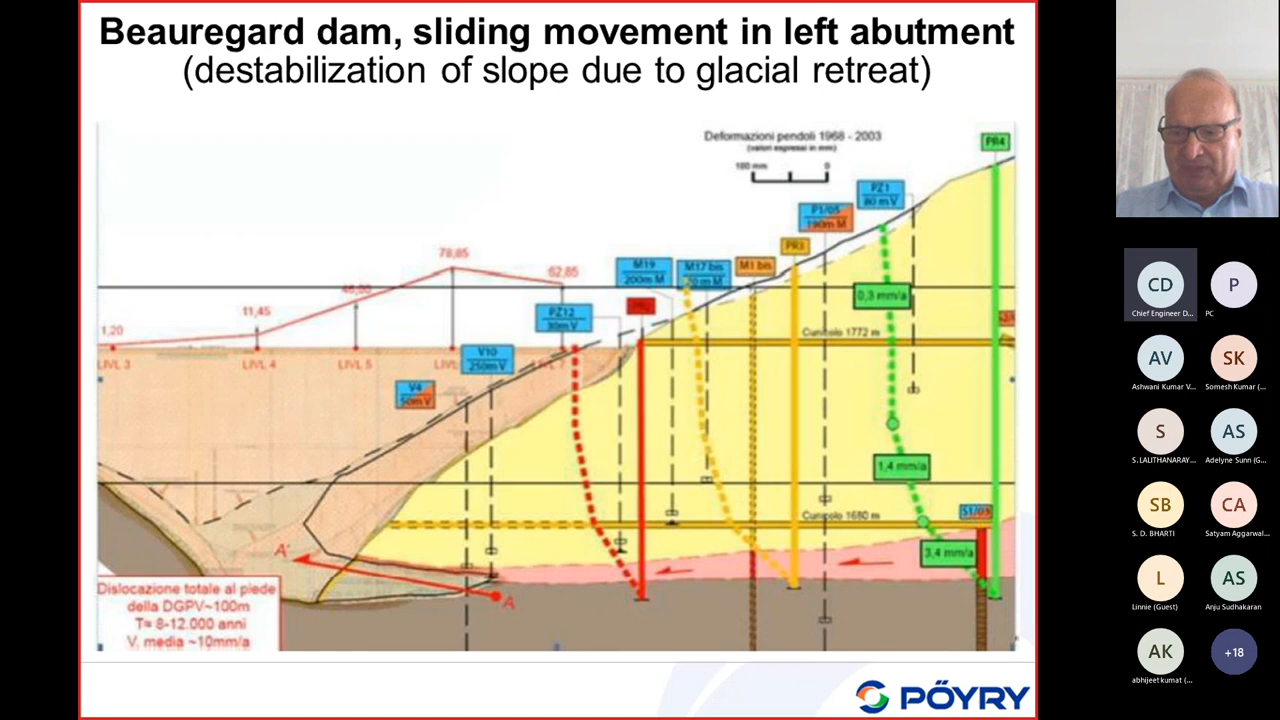 Beauregard dam, sliding movement in left abutment
(destabilization of slope due to glacial retreat)
Deformazioni pendoli 1968 - 2003
(valori espressi in mm)
100 mm 0
PR4
PZ1
80 m V
P1/05
190m M
PR3
M19
200m M
M17 bis
M1 bis
78,85
62,85
11,45
1,20
PZ12
30m V
0,3 mm/a
Cunicolo 1772 m
LIVL 3
LIVL 4
LIVL 5
V10
250m V
V4
50m V
1,4 mm/a
Cunicolo 1680 m
S1/05
3,4 mm/a
A'
A
Dislocazione totale al piede
della DGPV~100m
T= 8-12.000 anni
V. media ~10mm/a
PÖYRY
CD
Chief Engineer D...
P
PC
AV
Ashwani Kumar V...
SK
Somesh Kumar (...
S
S.LALITHANARAY...
AS
Adelyne Sunn (G...
SB
S. D. BHARTI
CA
Satyam Aggarwal...
L
Linnie (Guest)
AS
Anju Sudhakaran
AK
abhijeet kumat (...
+18